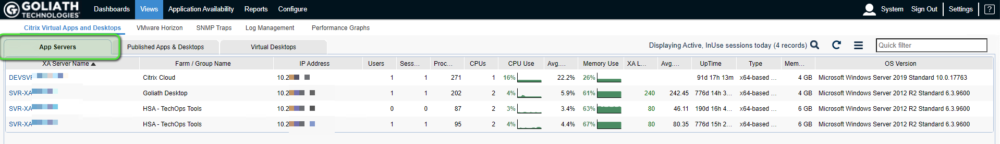 GOLIATH TECHNOLOGIES Dashboards Views Application Availability Reports Configure System Sign Out Settings ?
Citrix Virtual Apps and Desktops VMware Horizon SNMP Traps Log Management Performance Graphs
App Servers Published Apps & Desktops Virtual Desktops Displaying Active, InUse sessions today (4 records) Quick filter
XA Server Name Farm / Group Name IP Address Users Sess... Proc... CPUs CPU Use Avg.... Memory Use XA L... Avg.... UpTime Type Mem... OS Version
DEVSVR Citrix Cloud 10.2 1 1 271 1 16% 22.2% 26% 91d 17h 13m x64-based ... 4 GB Microsoft Windows Server 2019 Standard 10.0.17763
SVR-XA Goliath Desktop 10.2 1 1 202 2 4% 5.9% 61% 240 242.45 776d 14h 3... x64-based ... 4 GB Microsoft Windows Server 2012 R2 Standard 6.3.9600
SVR-XA HSA - TechOps Tools 10.2 0 0 87 2 3% 3.4% 63% 80 46.11 190d 16h 4... x64-based ... 6 GB Microsoft Windows Server 2012 R2 Standard 6.3.9600
SVR-XA HSA - TechOps Tools 10.2 1 1 95 2 4% 4.4% 67% 80 80.35 776d 15h 2... x64-based ... 6 GB Microsoft Windows Server 2012 R2 Standard 6.3.9600